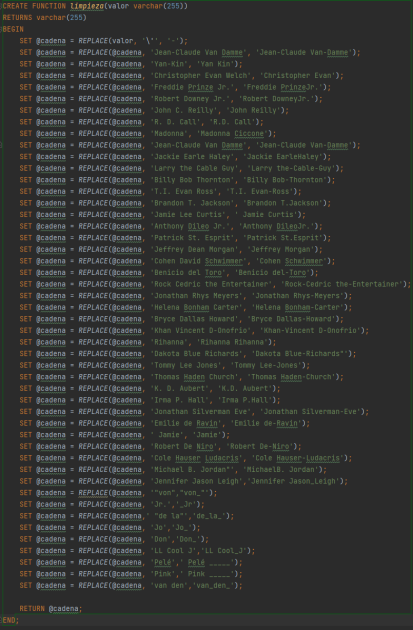 CREATE FUNCTION limpieza(valor varchar(255))
RETURNS varchar(255)
BEGIN
SET @cadena = REPLACE(valor, '\'', '-');
SET @cadena = REPLACE(@cadena, 'Jean-Claude Van Damme', 'Jean-Claude Van-Damme');
SET @cadena = REPLACE(@cadena, 'Yan-Kin', 'Yan Kin');
SET @cadena = REPLACE(@cadena, 'Christopher Evan Welch', 'Christopher Evan');
SET @cadena = REPLACE(@cadena, 'Freddie Prinze Jr.', 'Freddie PrinzeJr.');
SET @cadena = REPLACE(@cadena, 'Robert Downey Jr.', 'Robert DowneyJr.');
SET @cadena = REPLACE(@cadena, 'John C. Reilly', 'John Reilly');
SET @cadena = REPLACE(@cadena, 'R. D. Call', 'R.D. Call');
SET @cadena = REPLACE(@cadena, 'Madonna', 'Madonna Ciccone');
SET @cadena = REPLACE(@cadena, 'Jean-Claude Van Damme', 'Jean-Claude Van-Damme');
SET @cadena = REPLACE(@cadena, 'Jackie Earle Haley', 'Jackie EarleHaley');
SET @cadena = REPLACE(@cadena, 'Larry the Cable Guy', 'Larry the-Cable-Guy');
SET @cadena = REPLACE(@cadena, 'Billy Bob Thornton', 'Billy Bob-Thornton');
SET @cadena = REPLACE(@cadena, 'T.I. Evan Ross', 'T.I. Evan-Ross');
SET @cadena = REPLACE(@cadena, 'Brandon T. Jackson', 'Brandon T.Jackson');
SET @cadena = REPLACE(@cadena, 'Jamie Lee Curtis', ' Jamie Curtis');
SET @cadena = REPLACE(@cadena, 'Anthony Dileo Jr.', 'Anthony DileoJr.');
SET @cadena = REPLACE(@cadena, 'Patrick St. Esprit', 'Patrick St.Esprit');
SET @cadena = REPLACE(@cadena, 'Jeffrey Dean Morgan', 'Jeffrey Morgan');
SET @cadena = REPLACE(@cadena, 'Cohen David Schaimmer', 'Cohen Schaimmer');
SET @cadena = REPLACE(@cadena, 'Benicio del Toro', 'Benicio del-Toro');
SET @cadena = REPLACE(@cadena, 'Rock Cedric the Entertainer', 'Rock-Cedric the-Entertainer');
SET @cadena = REPLACE(@cadena, 'Jonathan Rhys Meyers', 'Jonathan Rhys-Meyers');
SET @cadena = REPLACE(@cadena, 'Helena Bonham Carter', 'Helena Bonham-Carter');
SET @cadena = REPLACE(@cadena, 'Bryce Dallas Howard', 'Bryce Dallas-Howard');
SET @cadena = REPLACE(@cadena, 'Khan Vincent D-Onofrio', 'Khan-Vincent D-Onofrio');
SET @cadena = REPLACE(@cadena, 'Rihanna', 'Rihanna Rihanna');
SET @cadena = REPLACE(@cadena, 'Dakota Blue Richards', 'Dakota Blue-Richards"');
SET @cadena = REPLACE(@cadena, 'Tommy Lee Jones', 'Tommy Lee-Jones');
SET @cadena = REPLACE(@cadena, 'Thomas Haden Church', 'Thomas Haden-Church');
SET @cadena = REPLACE(@cadena, 'K. D. Aubert', 'K.D. Aubert');
SET @cadena = REPLACE(@cadena, 'Irma P. Hall', 'Irma P.Hall');
SET @cadena = REPLACE(@cadena, 'Jonathan Silverman Eve', 'Jonathan Silverman-Eve');
SET @cadena = REPLACE(@cadena, 'Emilie de Ravin', 'Emilie de-Ravin');
SET @cadena = REPLACE(@cadena, ' Jamie', 'Jamie');
SET @cadena = REPLACE(@cadena, 'Robert De Niro', 'Robert De-Niro');
SET @cadena = REPLACE(@cadena, 'Cole Hauser Ludacris', 'Cole Hauser-Ludacris');
SET @cadena = REPLACE(@cadena, 'Michael B. Jordan"', 'MichaelB. Jordan');
SET @cadena = REPLACE(@cadena, 'Jennifer Jason Leigh','Jennifer Jason_Leigh');
SET @cadena = REPLACE(@cadena, '"von","von_"');
SET @cadena = REPLACE(@cadena, 'Jr.','_Jr');
SET @cadena = REPLACE(@cadena,' "de la"','de_la_');
SET @cadena = REPLACE(@cadena, 'Jo','Jo_');
SET @cadena = REPLACE(@cadena, 'Don','Don_');
SET @cadena = REPLACE(@cadena, 'LL Cool J','LL Cool_J');
SET @cadena = REPLACE(@cadena, 'Pelé',' Pelé _____');
SET @cadena = REPLACE(@cadena, 'Pink',' Pink _____');
SET @cadena = REPLACE(@cadena, 'van den','van_den_');
RETURN @cadena;
END;